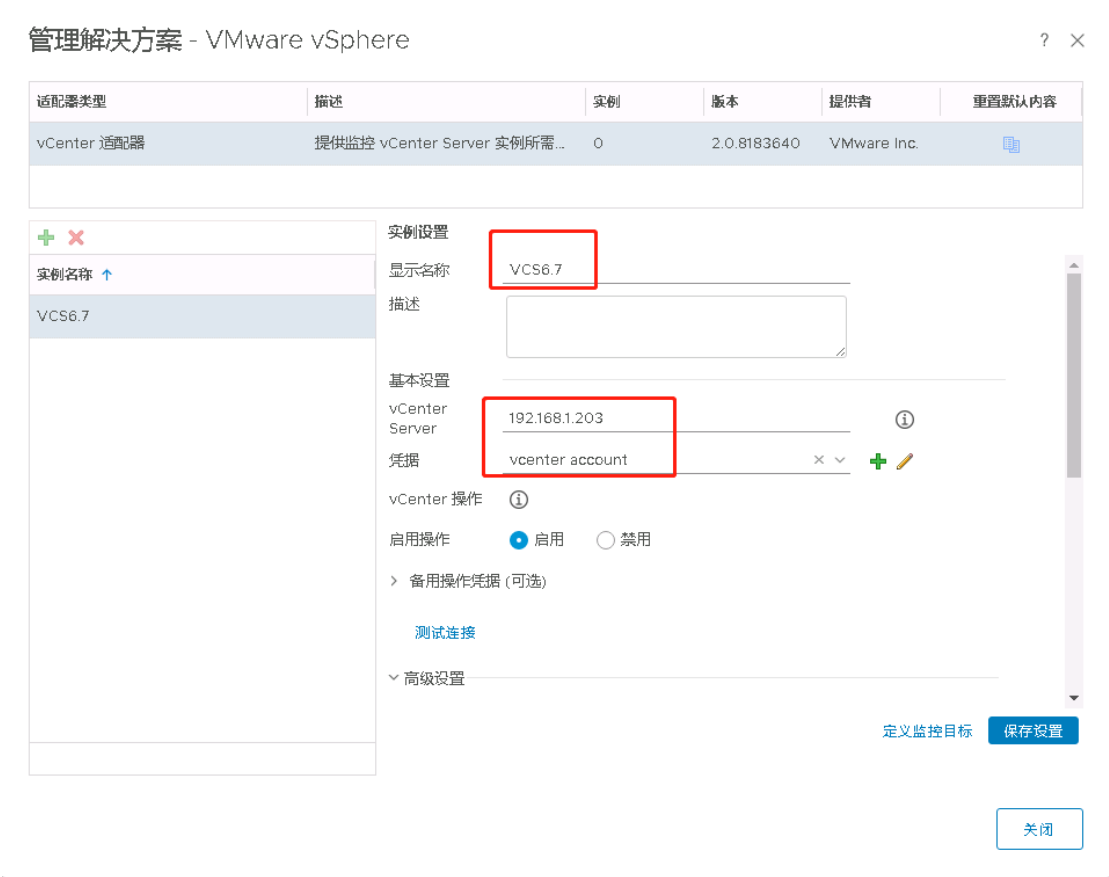 管理解决方案 - VMware vSphere
?
适配器类型 描述 实例 版本 提供者 重置默认内容
vCenter 适配器 提供监控 vCenter Server 实例所需... 0 2.0.8183640 VMware Inc.
实例设置
实例名称
VCS6.7
显示名称 VCS6.7
描述
基本设置
vCenter
Server
192.168.1.203
凭据 vcenter account
vCenter 操作
启用操作 启用 禁用
备用操作凭据 (可选)
测试连接
高级设置
定义监控目标 保存设置
关闭